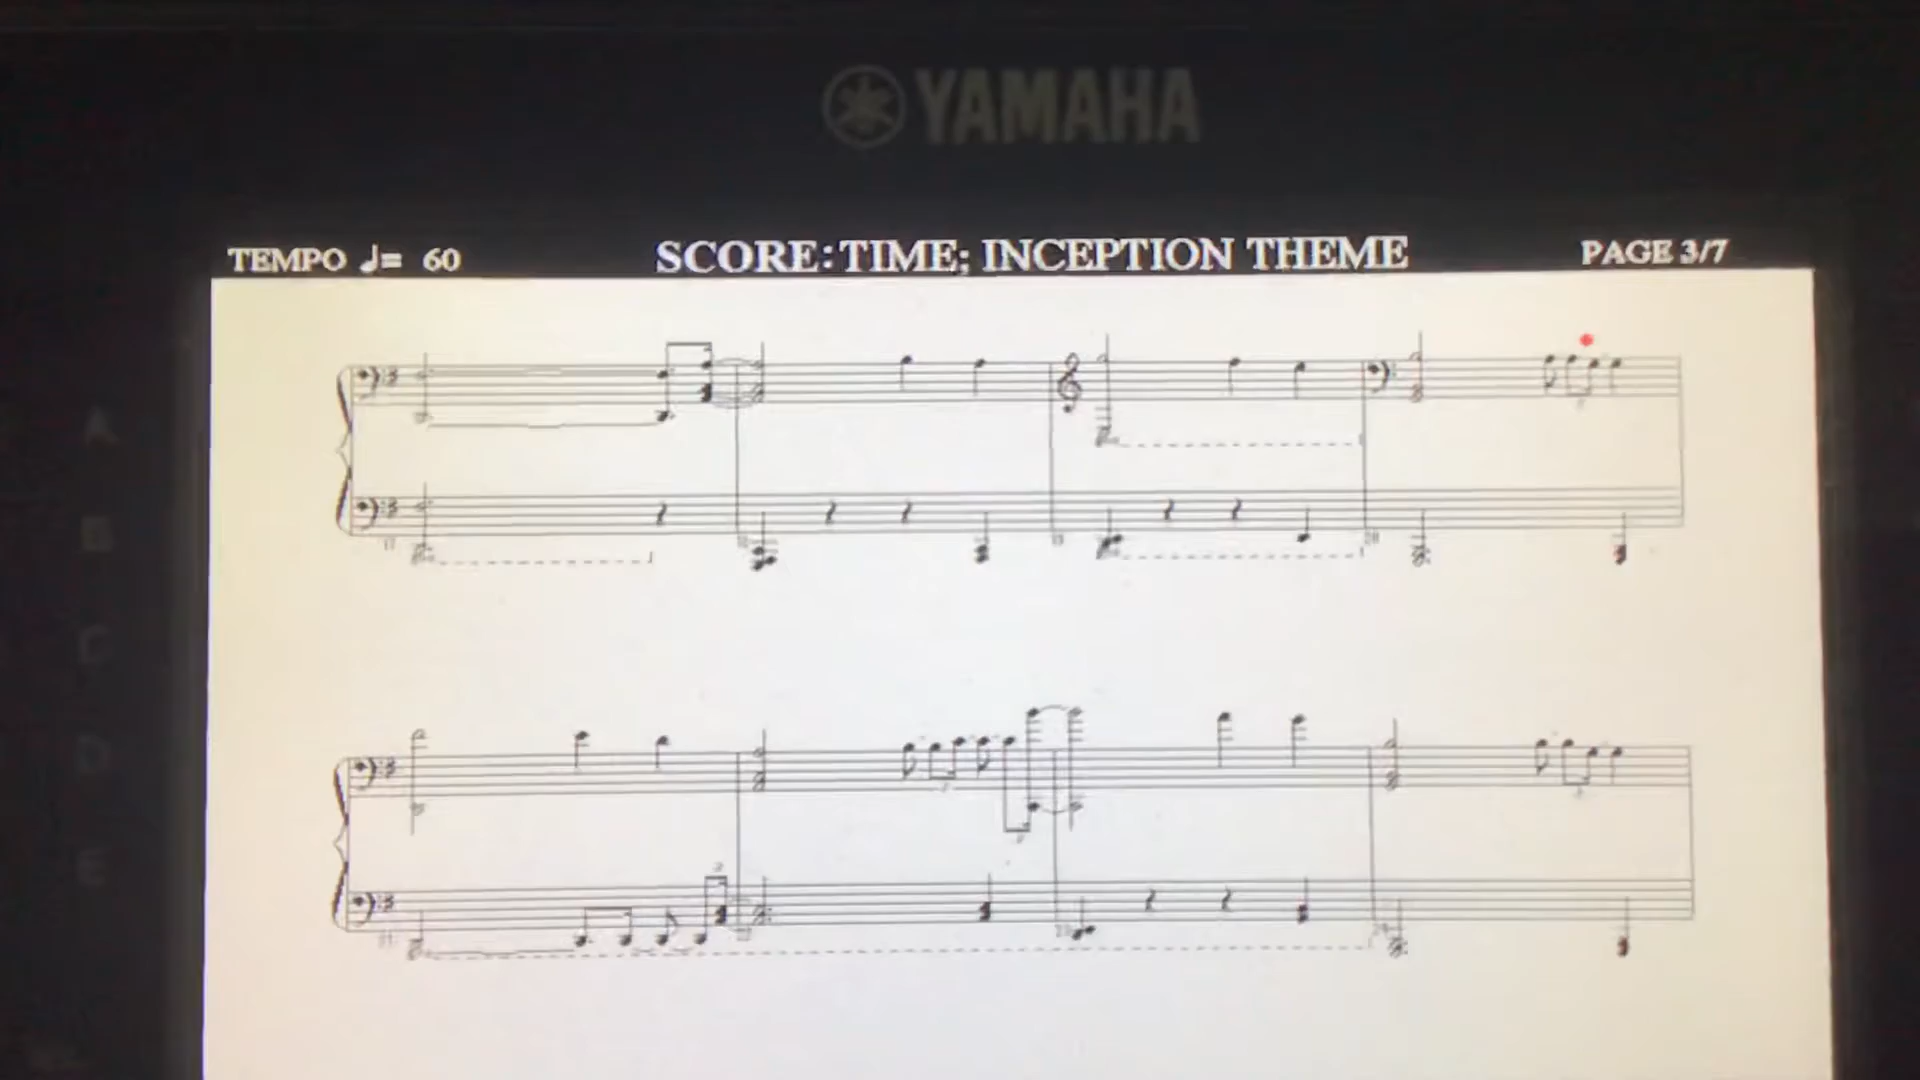 YAMAHA
TEMPO ♩= 60 SCORE:TIME; INCEPTION THEME PAGE 3/7
A
B
C
D
E